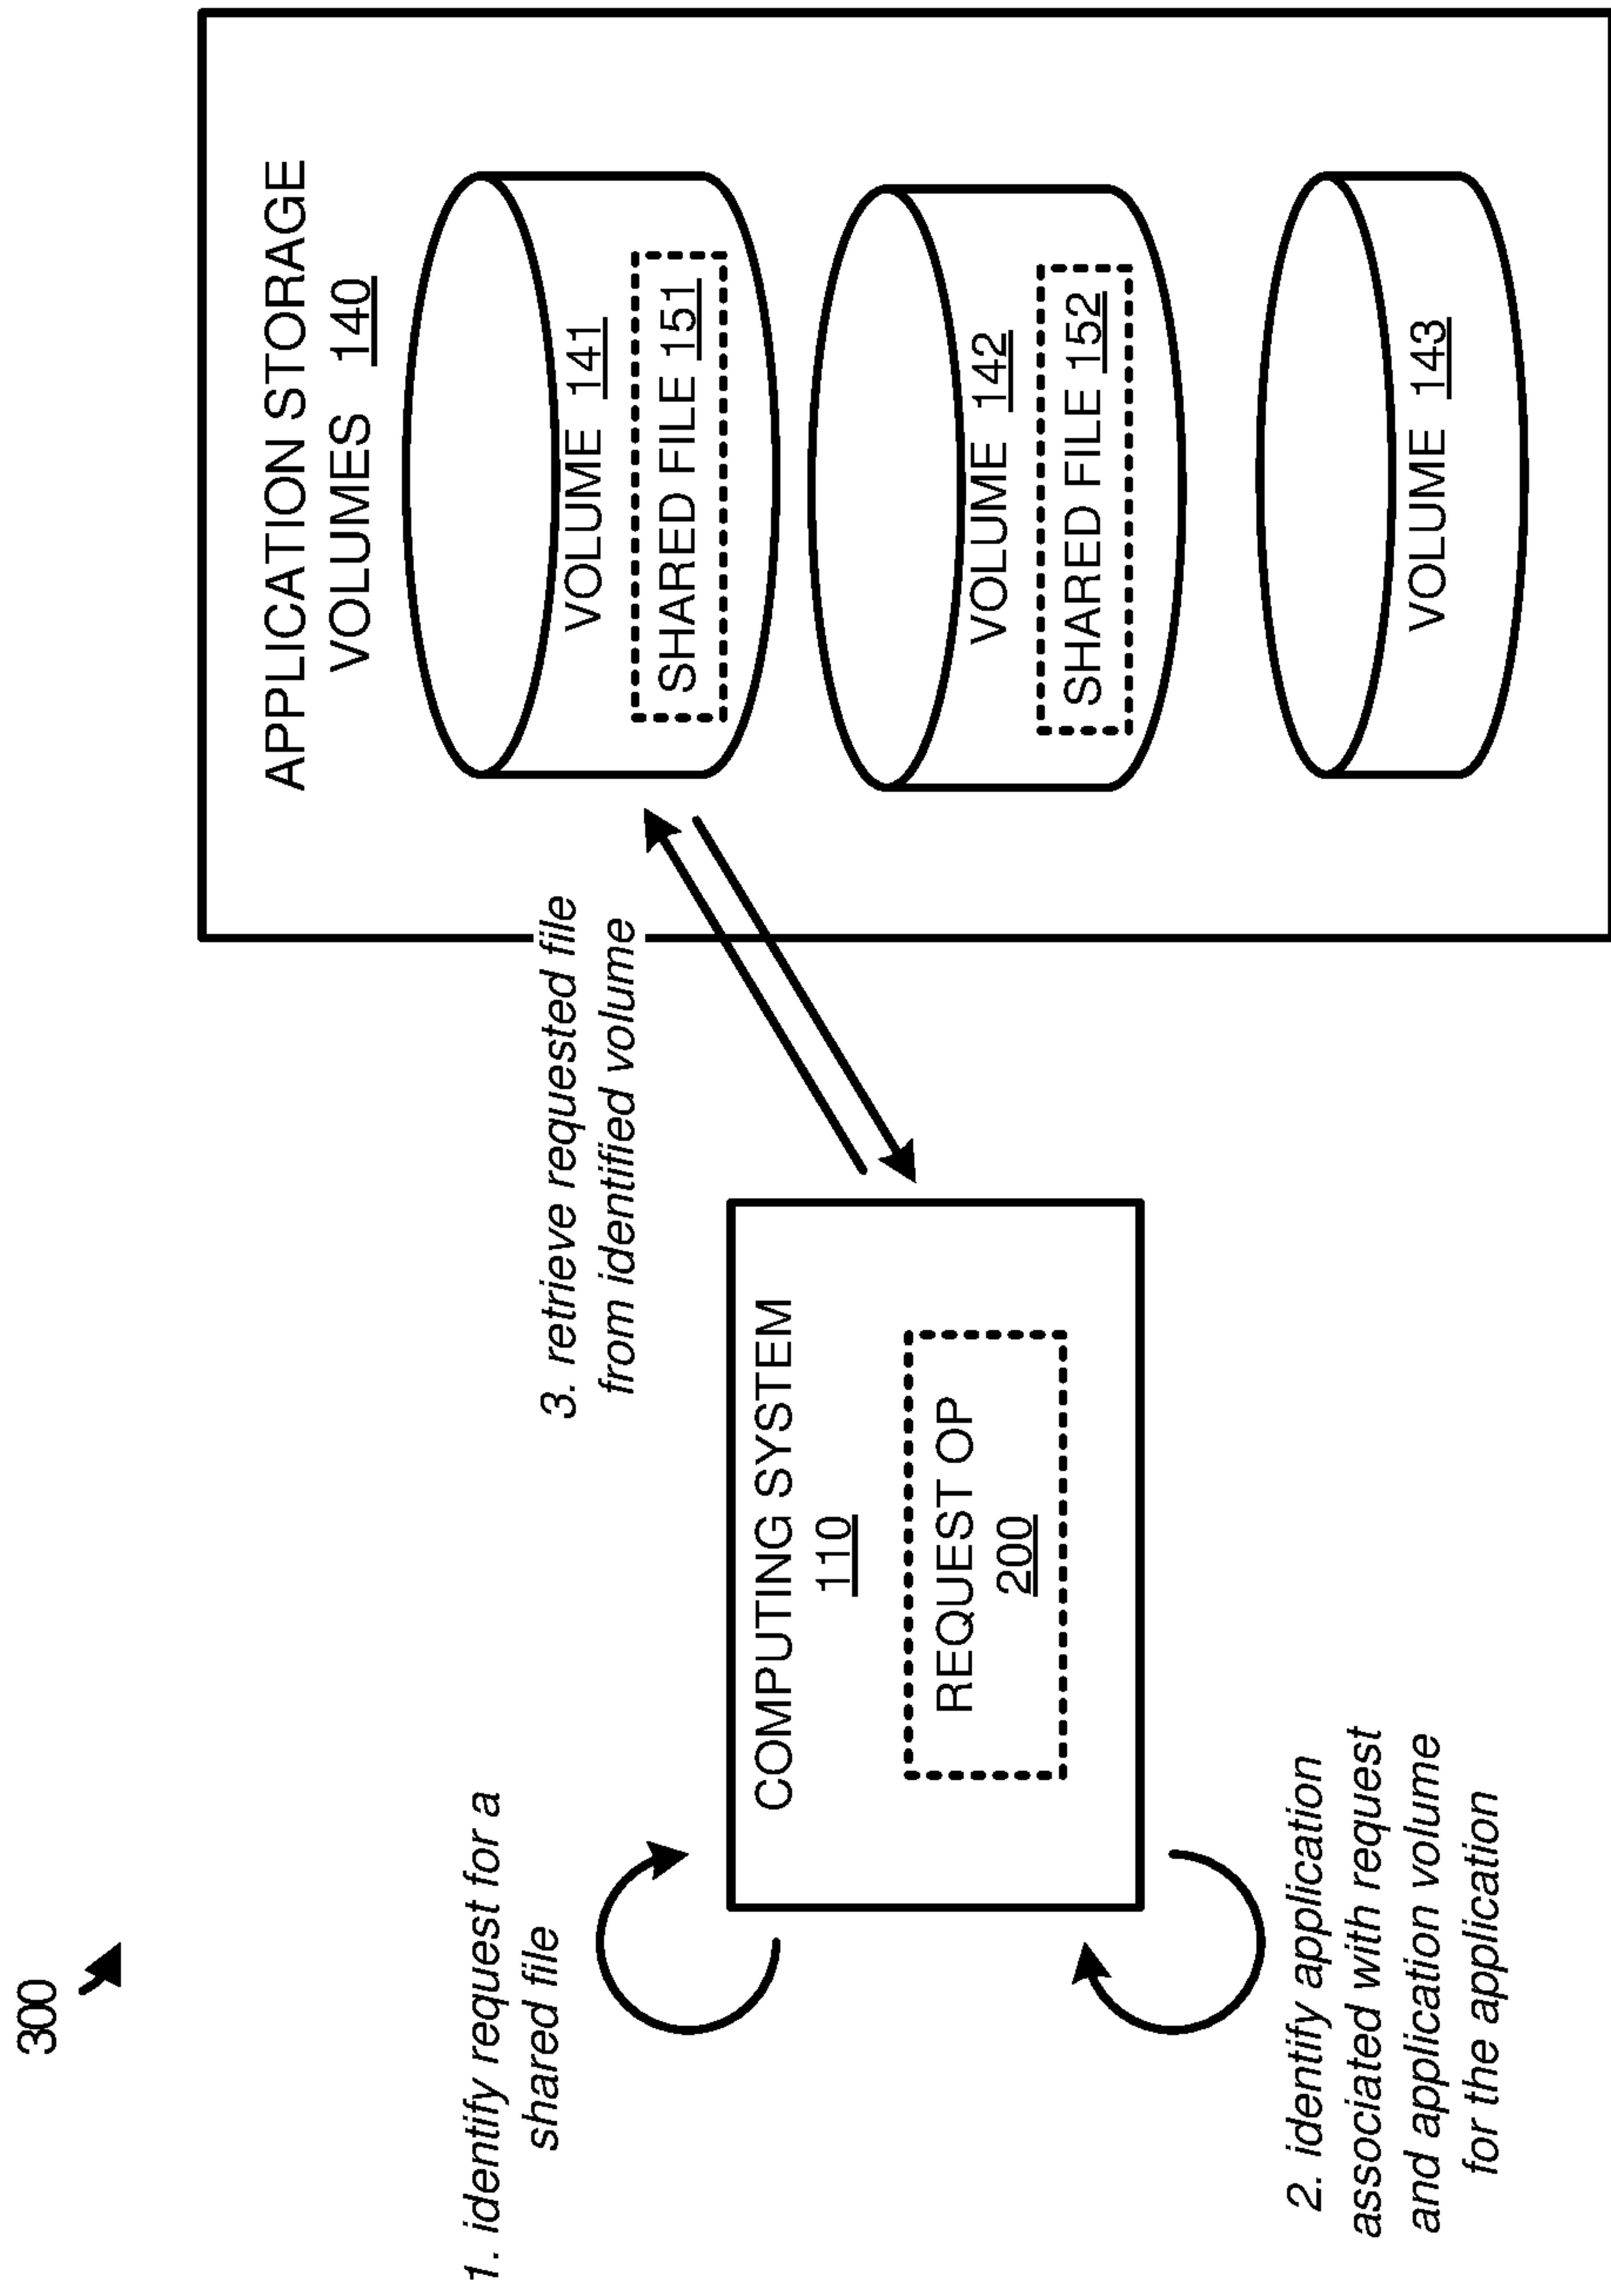 300
1. identify request for a
shared file
COMPUTING SYSTEM
110
REQUEST OP
200
2. identify application
associated with request
and application volume
for the application
3. retrieve requested file
from identified volume
APPLICATION STORAGE
VOLUMES 140
VOLUME 141
SHARED FILE 151
VOLUME 142
SHARED FILE 152
VOLUME 143